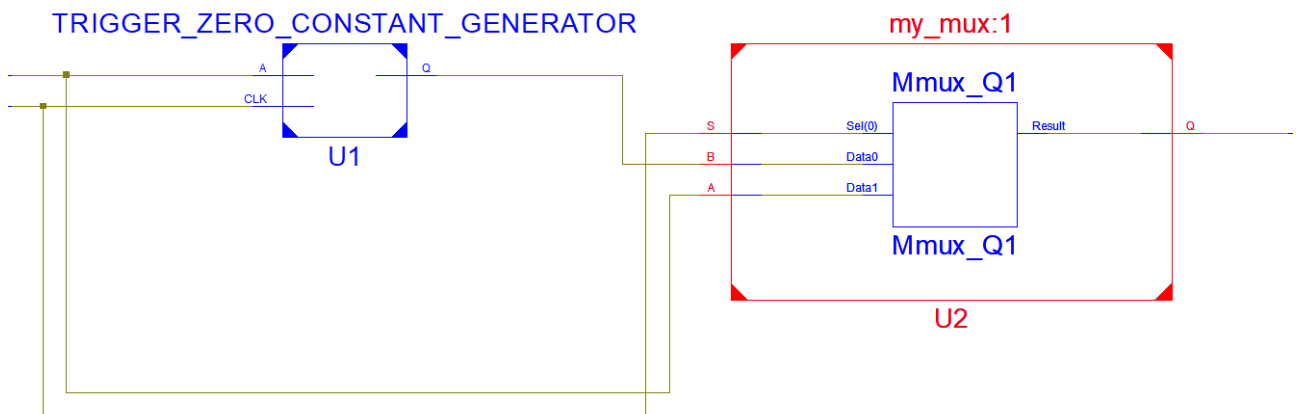 TRIGGER_ZERO_CONSTANT_GENERATOR
A
Q
CLK
U1
my_mux:1
Mmux_Q1
S
Sel(0)
Result
Q
B
Data0
A
Data1
Mmux_Q1
U2